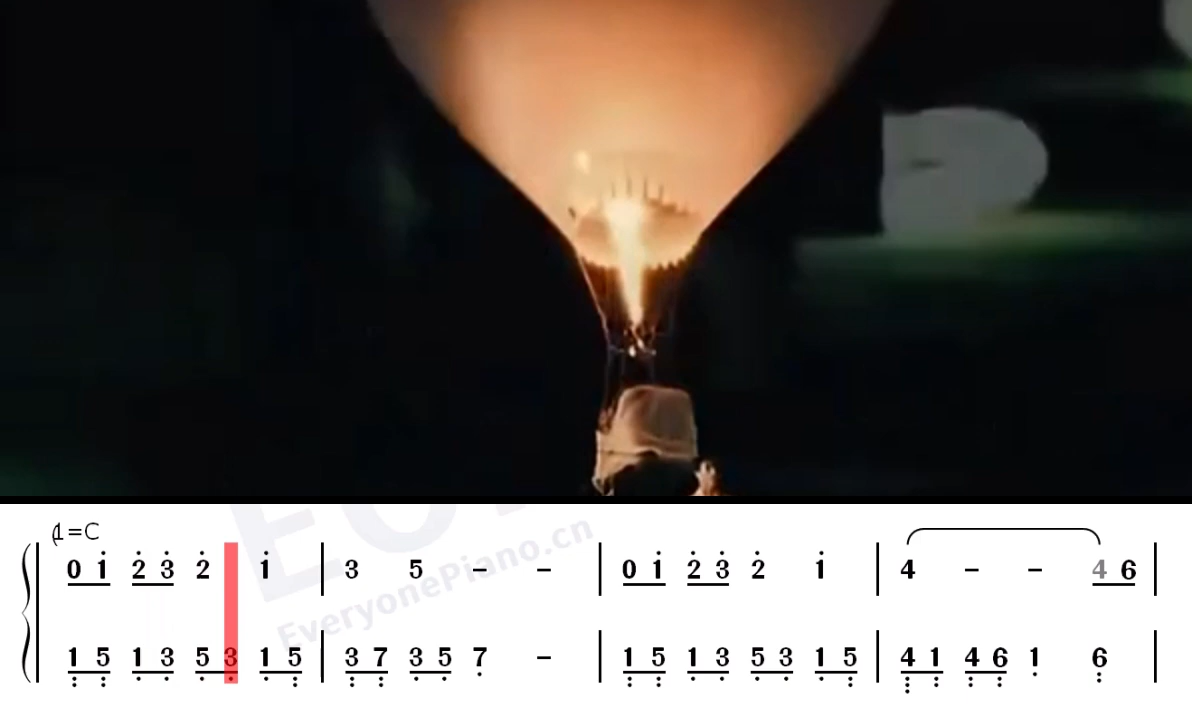 1=C
0 1̇ 2̇ 3̇ 2̇ 1̇ | 3 5 - - | 0 1̇ 2̇ 3̇ 2̇ 1̇ | 4 - - 4 6 |
1 5 1 3 5 3 1 5 | 3 7 3 5 7 - | 1 5 1 3 5 3 1 5 | 4 1 4 6 1 6 |
EveryonePiano.cn